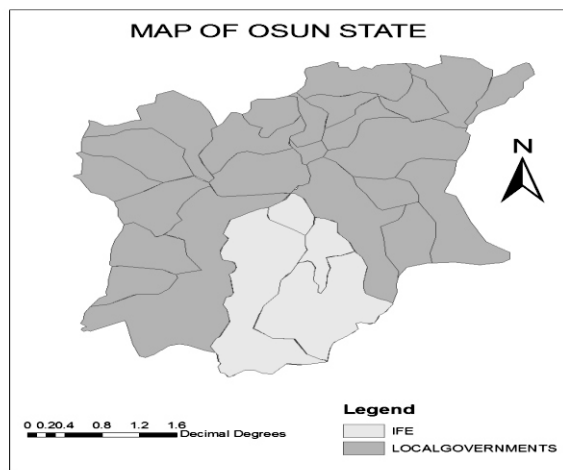 MAP OF OSUN STATE
N
0 0.20.4 0.8 1.2 1.6
Decimal Degrees
Legend
IFE
LOCALGOVERNMENTS